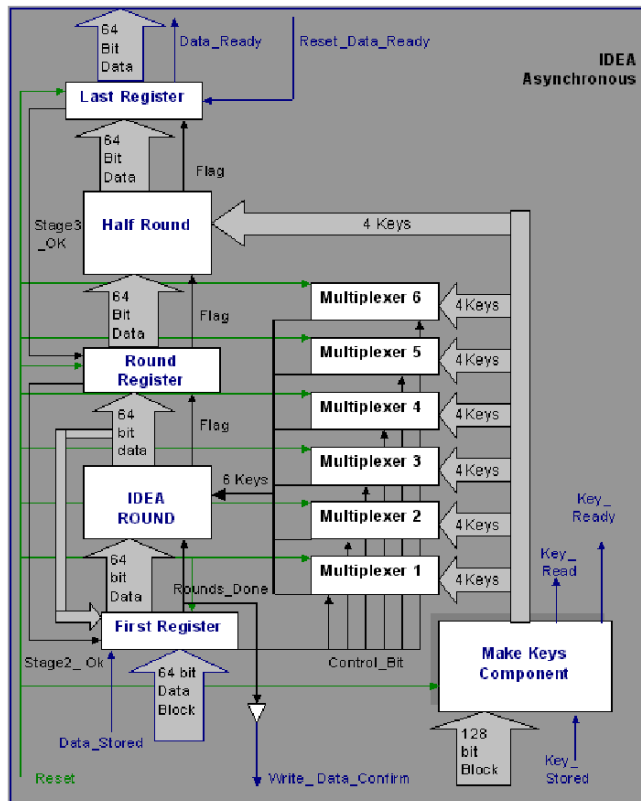 64
Bit
Data
Data_Ready
Reset_Data_Ready
IDEA
Asynchronous
Last Register
64
Bit
Data
Flag
Stage3
_OK
Half Round
4 Keys
64
Bit
Data
Flag
Multiplexer 6
4 Keys
Round
Register
Multiplexer 5
4 Keys
64
bit
data
Flag
Multiplexer 4
4 Keys
6 Keys
Multiplexer 3
4 Keys
IDEA
ROUND
Multiplexer 2
4 Keys
Key_
Ready
Key_
Read
64
bit
Data
Rounds_Done
Multiplexer 1
4 Keys
First Register
Stage2_ Ok
Control_Bit
Make Keys
Component
64 bit
Data
Block
Data_Stored
128
bit
Block
Key_
Stored
Reset
Write_ Data_Confirm